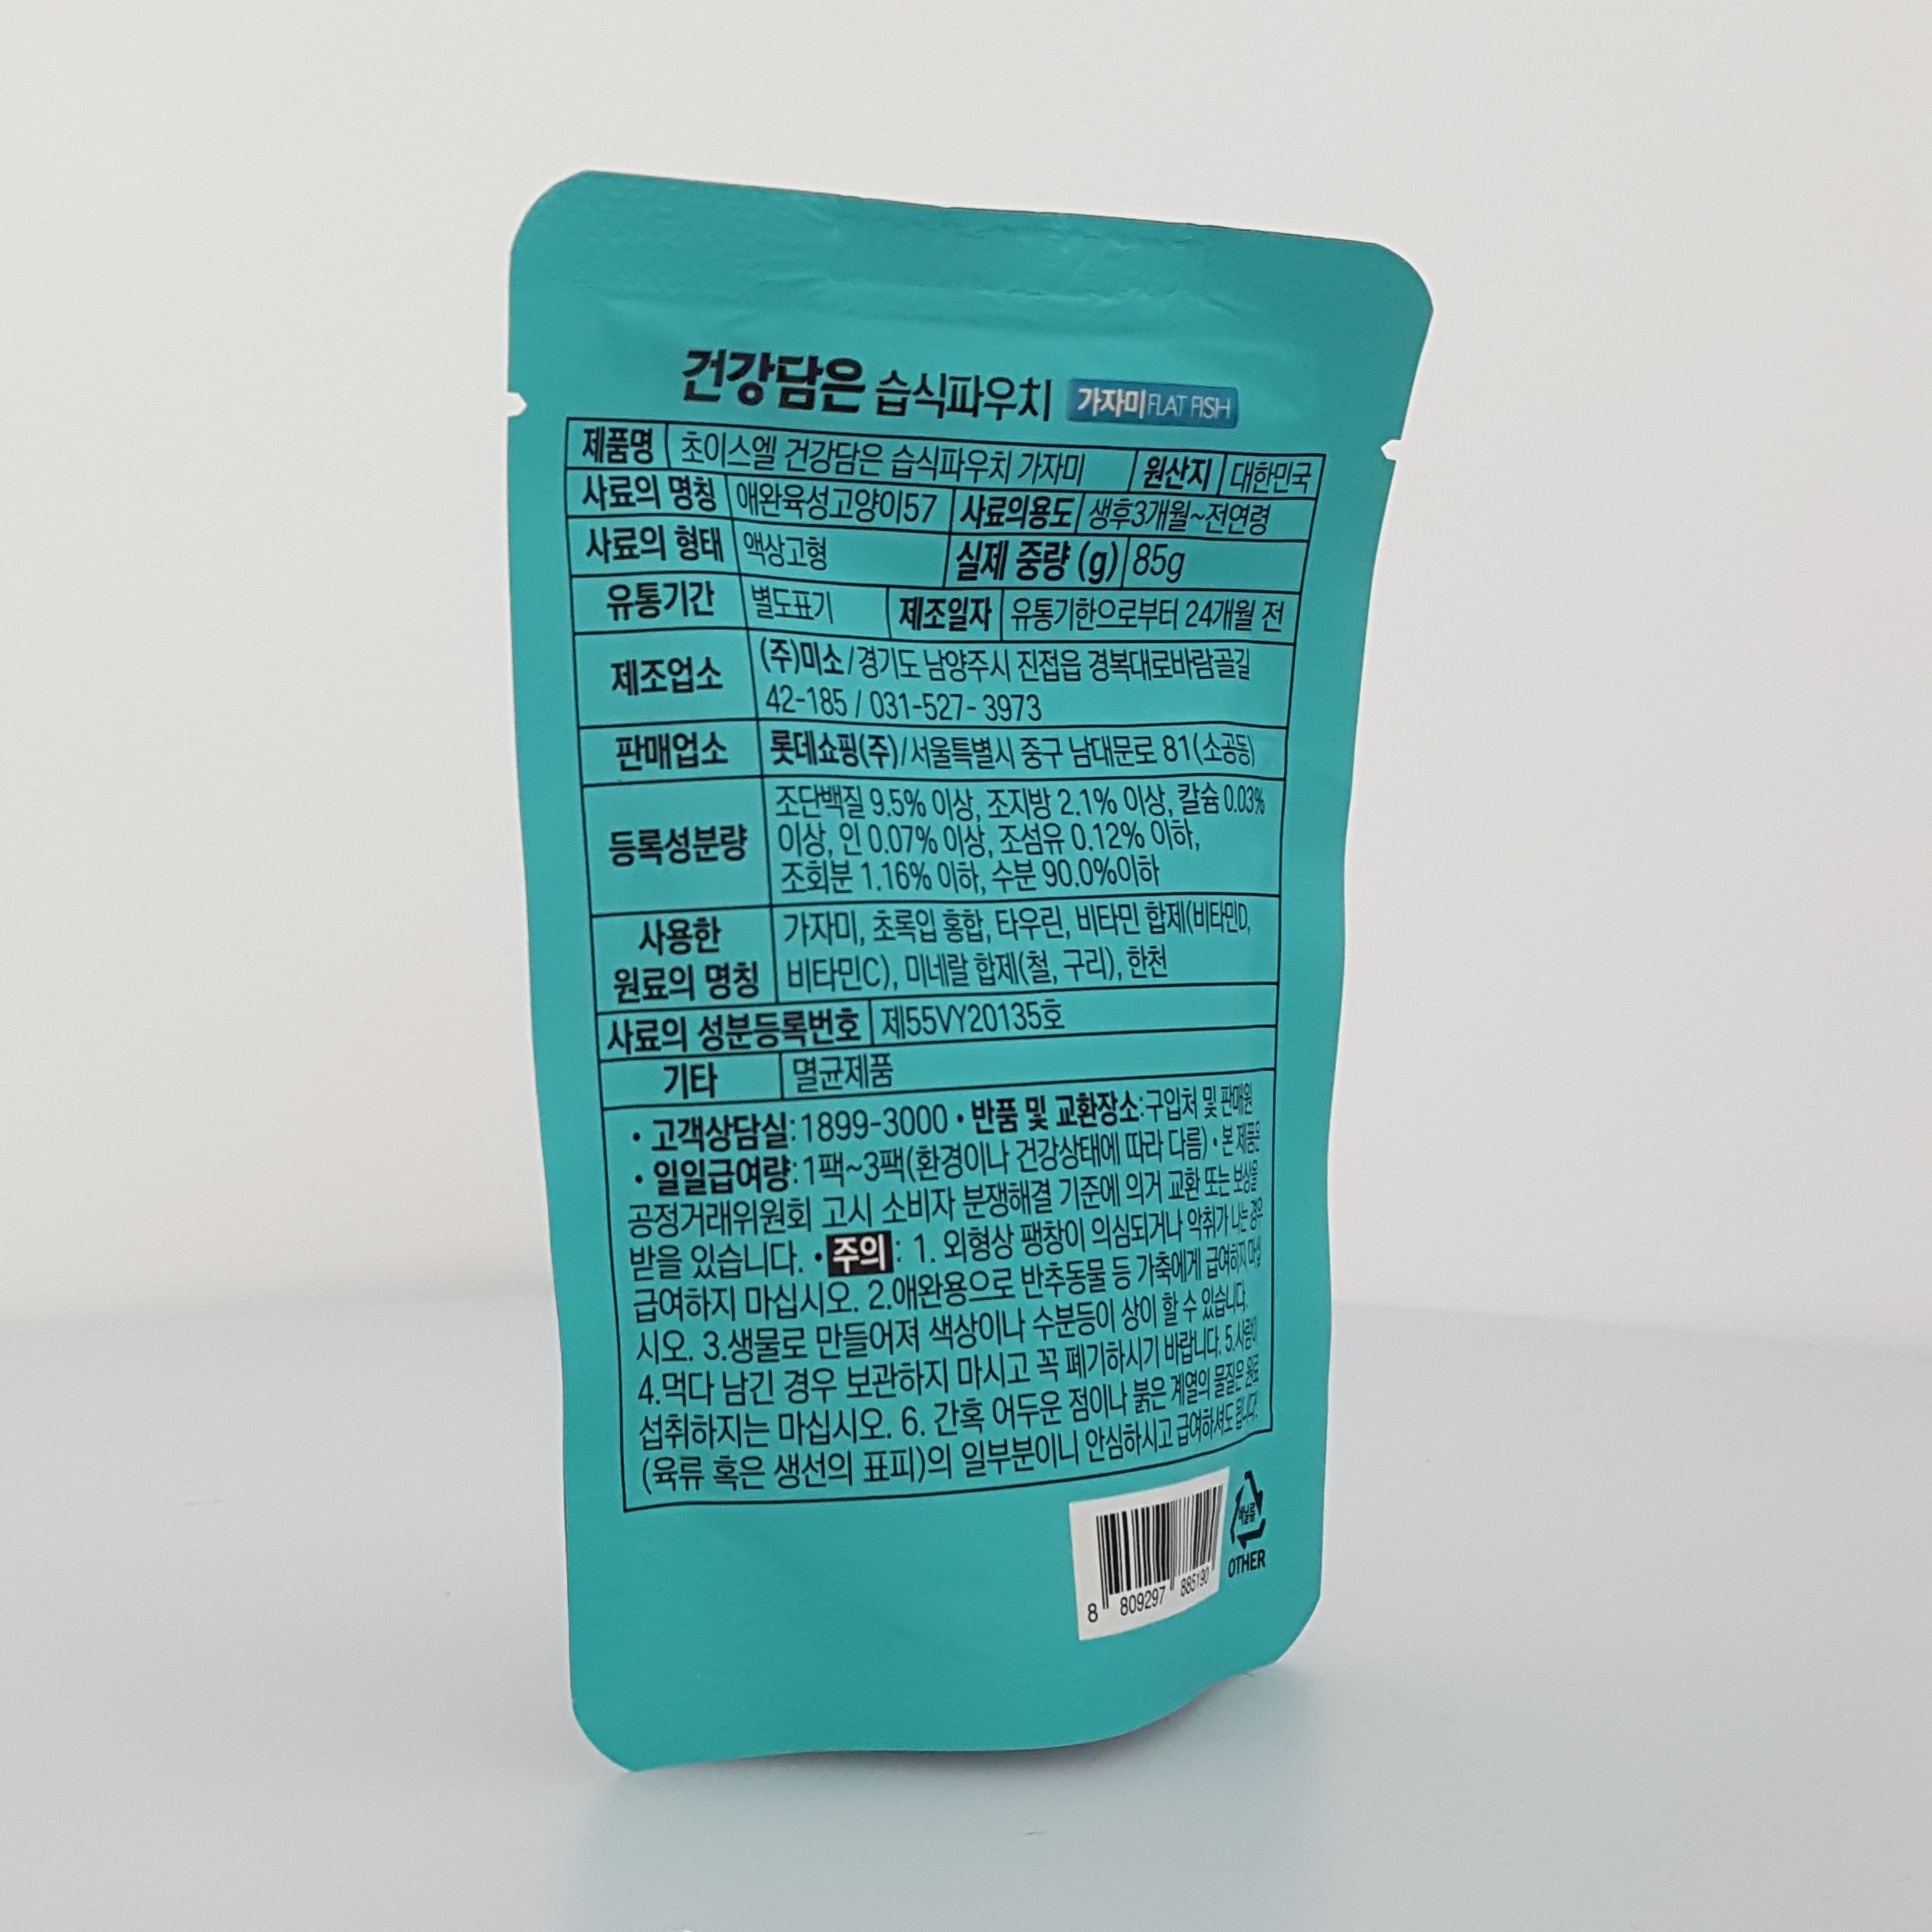 건강담은 습식파우치 가자미 FLAT FISH
제품명 초이스엘 건강담은 습식파우치 가자미 원산지 대한민국
사료의 명칭 애완육성고양이57 사료의용도 생후3개월~전연령
사료의 형태 액상고형 실제 중량 (g) 85g
유통기간 별도표기 제조일자 유통기한으로부터 24개월 전
제조업소 (주)미소/경기도 남양주시 진접읍 경복대로바람골길
42-185 / 031-527- 3973
판매업소 롯데쇼핑(주)/서울특별시 중구 남대문로 81(소공동)
등록성분량 조단백질 9.5% 이상, 조지방 2.1% 이상, 칼슘 0.03%
이상, 인 0.07% 이상, 조섬유 0.12% 이하,
조회분 1.16% 이하, 수분 90.0%이하
사용한 원료의 명칭 가자미, 초록입 홍합, 타우린, 비타민 합제(비타민D,
비타민C), 미네랄 합제(철, 구리), 한천
사료의 성분등록번호 제55VY20135호
기타 멸균제품
• 고객상담실:1899-3000 • 반품 및 교환장소:구입처 및 판매원
• 일일급여량:1팩~3팩(환경이나 건강상태에 따라 다름) • 본 제품은
공정거래위원회 고시 소비자 분쟁해결 기준에 의거 교환 또는 보상을
받을 있습니다. • 주의: 1. 외형상 팽창이 의심되거나 악취가 나는 경우
급여하지 마십시오. 2.애완용으로 반추동물 등 가축에게 급여하지 마십
시오. 3.생물로 만들어져 색상이나 수분등이 상이 할 수 있습니다.
4.먹다 남긴 경우 보관하지 마시고 꼭 폐기하시기 바랍니다. 5.사람이
섭취하지는 마십시오. 6. 간혹 어두운 점이나 붉은 계열의 물질은 원료
(육류 혹은 생선의 표피)의 일부분이니 안심하시고 급여하셔도 됩니다.
비닐류
OTHER
8 809297 885190